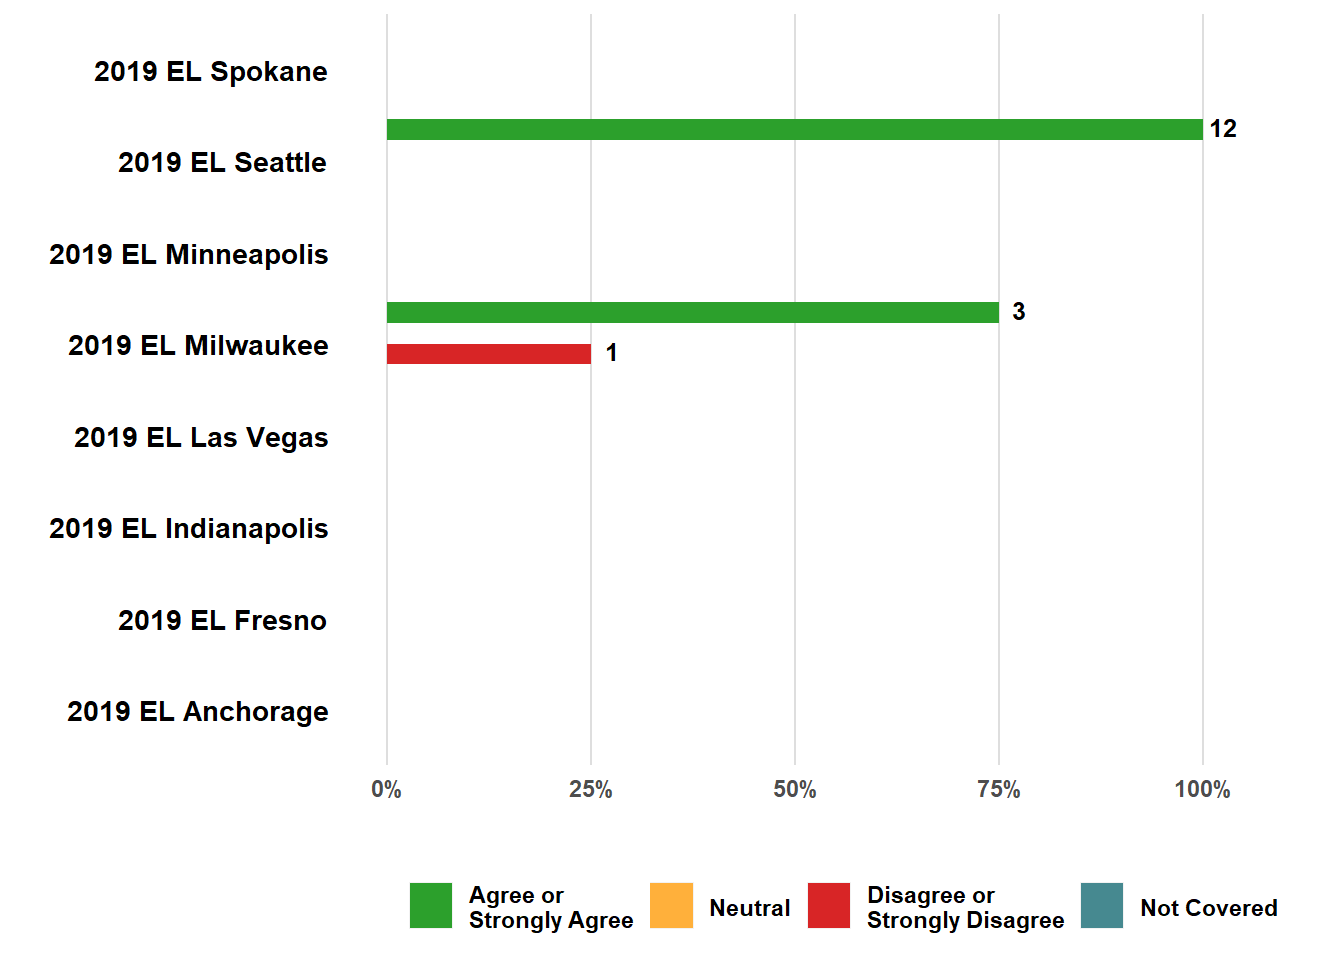 2019 EL Spokane
12
2019 EL Seattle
2019 EL Minneapolis
3
2019 EL Milwaukee
1
2019 EL Las Vegas
2019 EL Indianapolis
2019 EL Fresno
2019 EL Anchorage
0% 25% 50% 75% 100%
Agree or
Strongly Agree
Neutral
Disagree or
Strongly Disagree
Not Covered